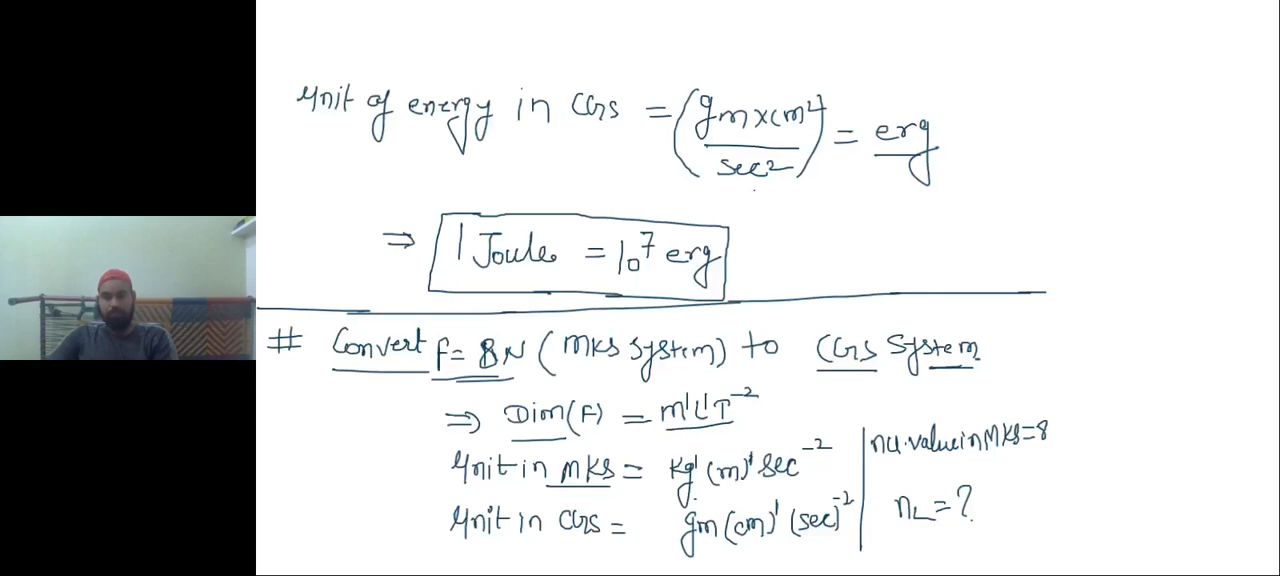 Unit of energy in CGS = (gm×cm²/sec²) = erg
⇒ 1 Joule = 10⁷ erg
# Convert F= 8N (MKS System) to CGS System
⇒ Dim(F) = M¹L¹T⁻²
Unit in MKS = Kg¹(m)¹sec⁻² | nu.value in MKS=8
Unit in CGS = gm(cm)¹(sec)⁻² | n₂=?